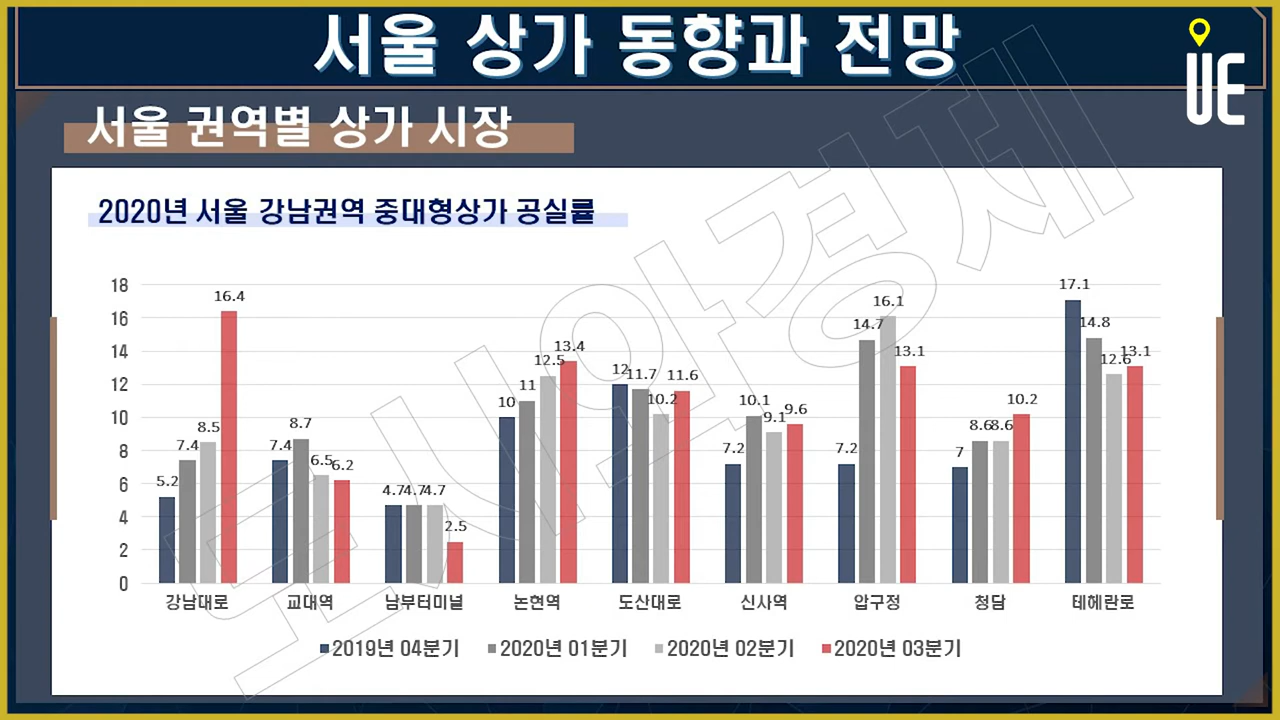 서울 상가 동향과 전망
UE
서울 권역별 상가 시장
2020년 서울 강남권역 중대형상가 공실률
18
16
14
12
10
8
6
4
2
0
5.2 7.4 8.5 16.4
7.4 8.7 6.5 6.2
4.7 4.7 4.7 2.5
10 11 12.5 13.4
12 11.7 10.2 11.6
7.2 10.1 9.1 9.6
7.2 14.7 16.1 13.1
7 8.6 8.6 10.2
17.1 14.8 12.6 13.1
강남대로 교대역 남부터미널 논현역 도산대로 신사역 압구정 청담 테헤란로
2019년 04분기 2020년 01분기 2020년 02분기 2020년 03분기
도시와경제